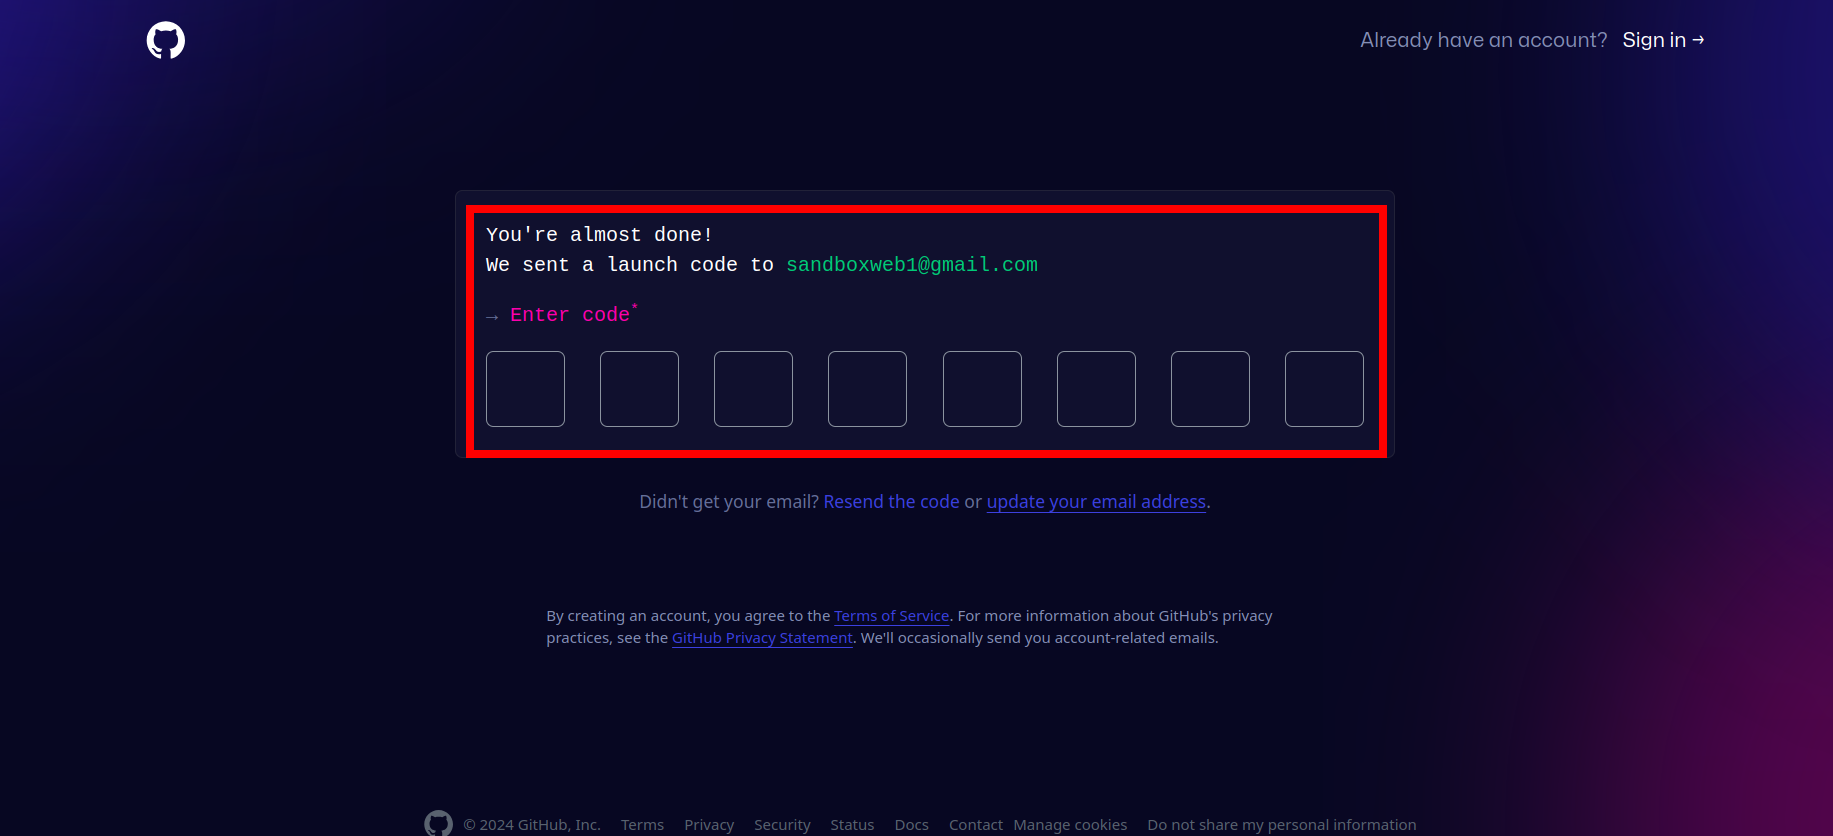 Already have an account? Sign in →
You're almost done!
We sent a launch code to sandboxweb1@gmail.com
→ Enter code*
Didn't get your email? Resend the code or update your email address.
By creating an account, you agree to the Terms of Service. For more information about GitHub's privacy
practices, see the GitHub Privacy Statement. We'll occasionally send you account-related emails.
© 2024 GitHub, Inc. Terms Privacy Security Status Docs Contact Manage cookies Do not share my personal information